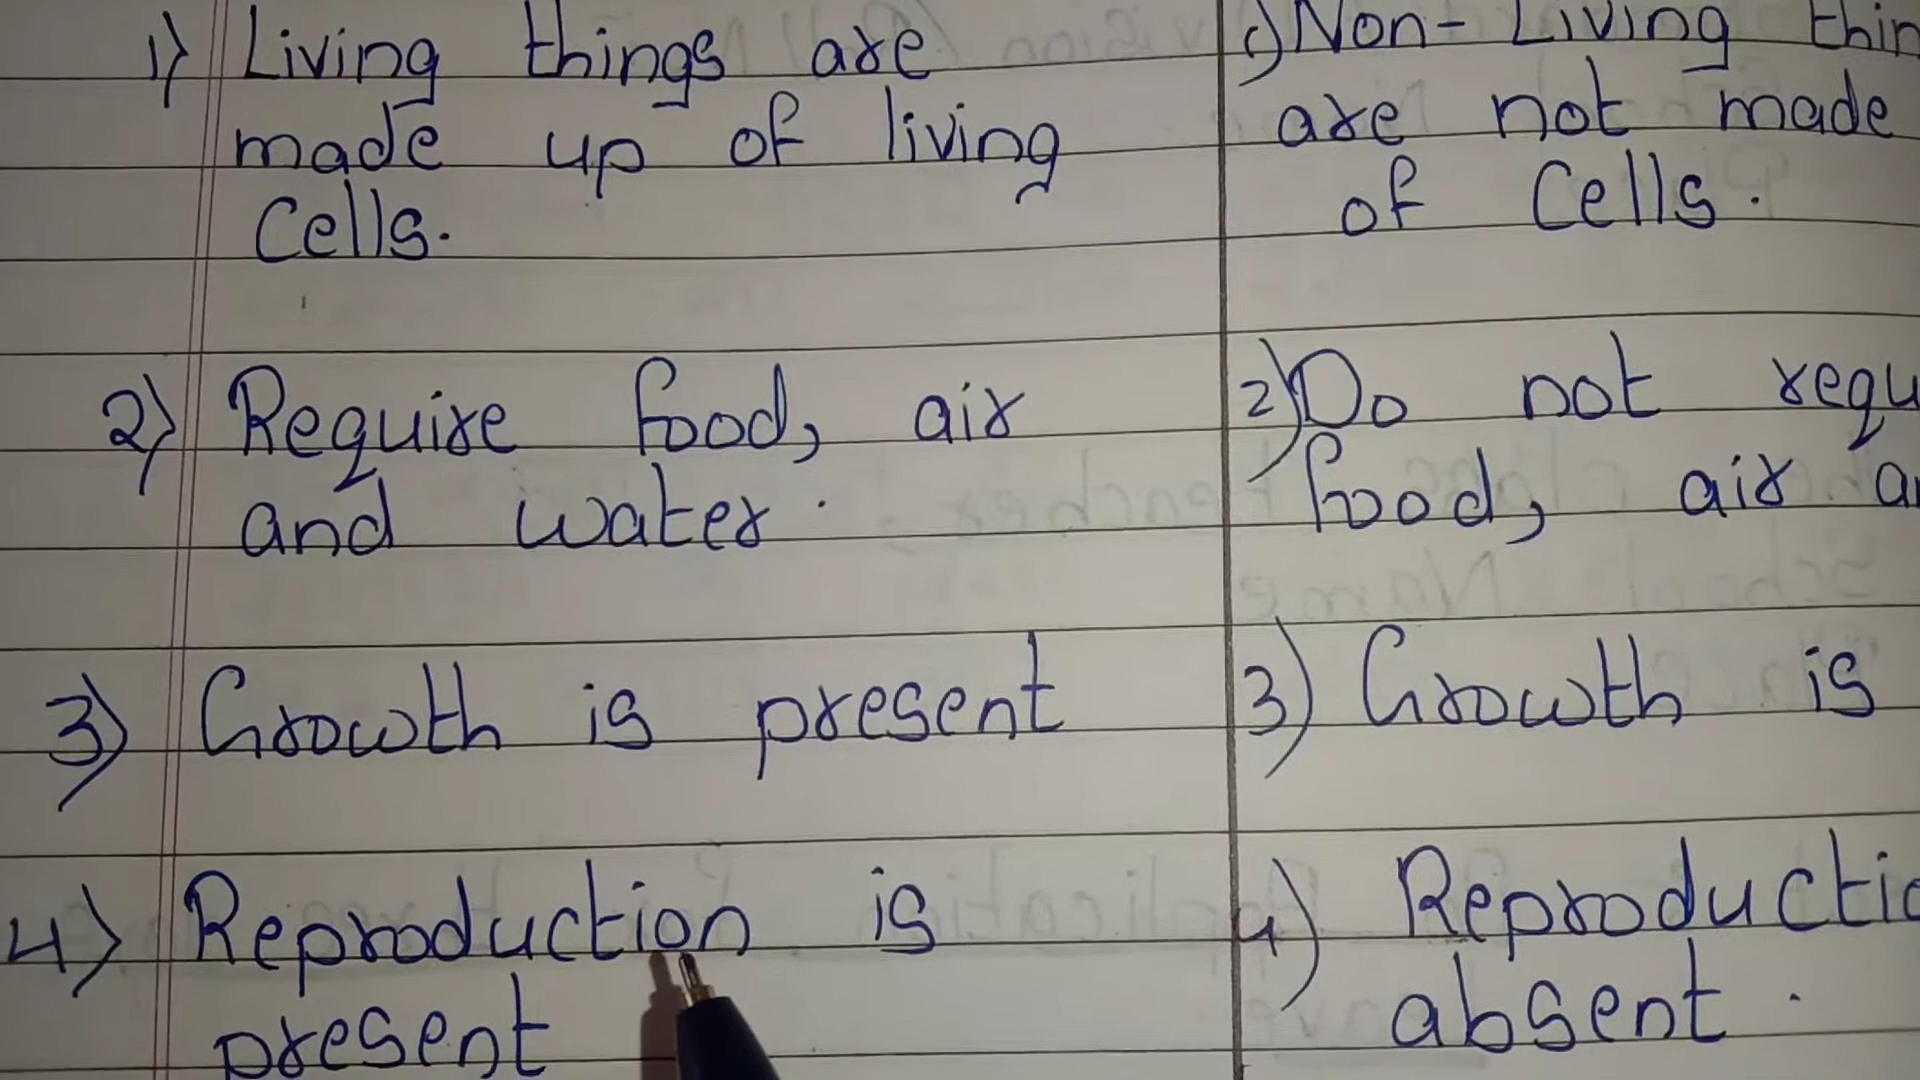 1) Living things are
made up of living
Cells.
2) Require food, air
and water.
3) Growth is present
4) Reproduction is
present
1) Non-Living thin
are not made
of Cells.
2) Do not requ
food, air a
3) Growth is
4) Reproductio
absent.